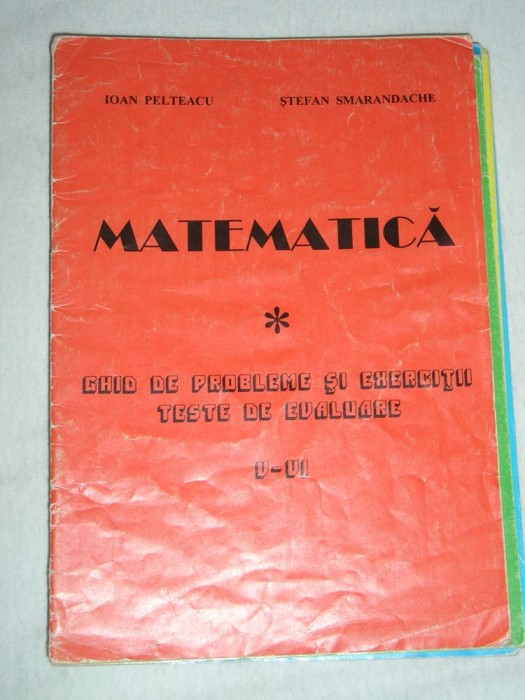 IOAN PELTEACU ŞTEFAN SMARANDACHE
MATEMATICĂ
*
GHID DE PROBLEME ŞI EXERCIŢII
TESTE DE EVALUARE
V-VI